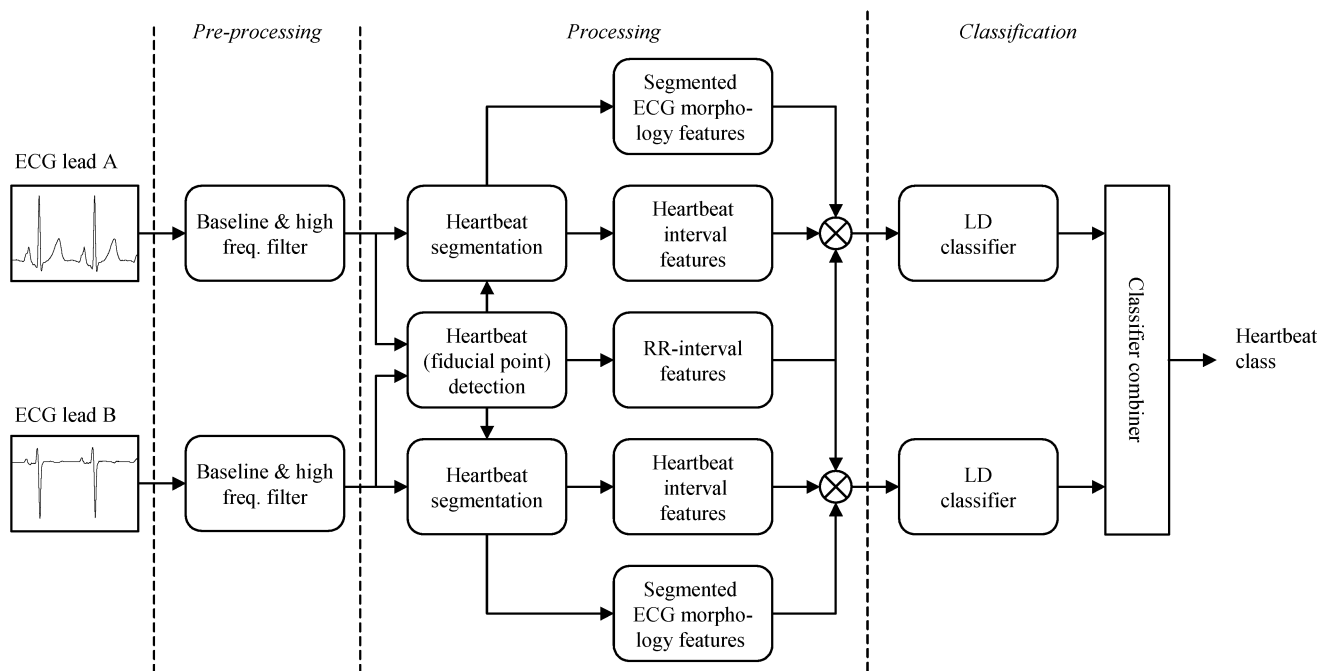 Pre-processing
Processing
Classification
Segmented
ECG morpho-
logy features
ECG lead A
Baseline & high
freq. filter
Heartbeat
segmentation
Heartbeat
interval
features
LD
classifier
Heartbeat
(fiducial point)
detection
RR-interval
features
Classifier combiner
Heartbeat
class
ECG lead B
Baseline & high
freq. filter
Heartbeat
segmentation
Heartbeat
interval
features
LD
classifier
Segmented
ECG morpho-
logy features